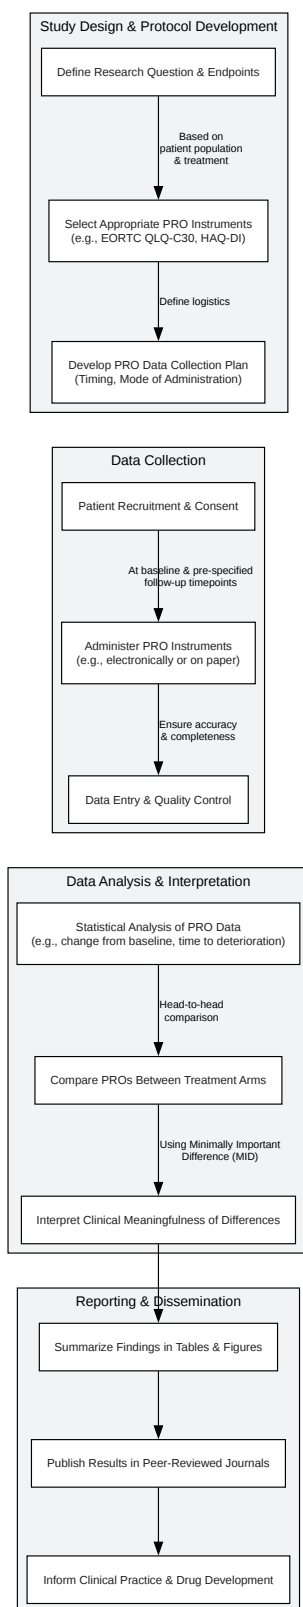 Study Design & Protocol Development
Define Research Question & Endpoints
Based on
patient population
& treatment
Select Appropriate PRO Instruments
(e.g., EORTC QLQ-C30, HAQ-DI)
Define logistics
Develop PRO Data Collection Plan
(Timing, Mode of Administration)
Data Collection
Patient Recruitment & Consent
At baseline & pre-specified
follow-up timepoints
Administer PRO Instruments
(e.g., electronically or on paper)
Ensure accuracy
& completeness
Data Entry & Quality Control
Data Analysis & Interpretation
Statistical Analysis of PRO Data
(e.g., change from baseline, time to deterioration)
Head-to-head
comparison
Compare PROs Between Treatment Arms
Using Minimally Important
Difference (MID)
Interpret Clinical Meaningfulness of Differences
Reporting & Dissemination
Summarize Findings in Tables & Figures
Publish Results in Peer-Reviewed Journals
Inform Clinical Practice & Drug Development